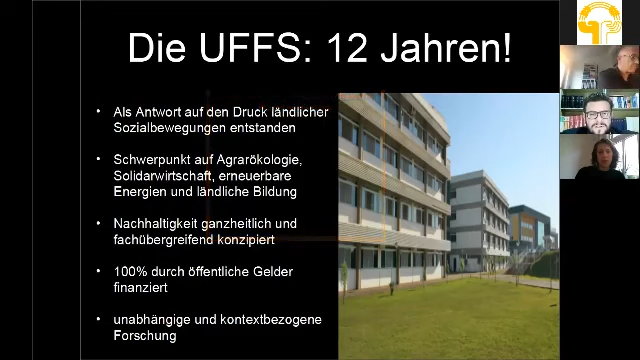 Die UFFS: 12 Jahren!
• Als Antwort auf den Druck ländlicher
Sozialbewegungen entstanden
• Schwerpunkt auf Agrarökologie,
Solidarwirtschaft, erneuerbare
Energien und ländliche Bildung
• Nachhaltigkeit ganzheitlich und
fachübergreifend konzipiert
• 100% durch öffentliche Gelder
finanziert
• unabhängige und kontextbezogene
Forschung